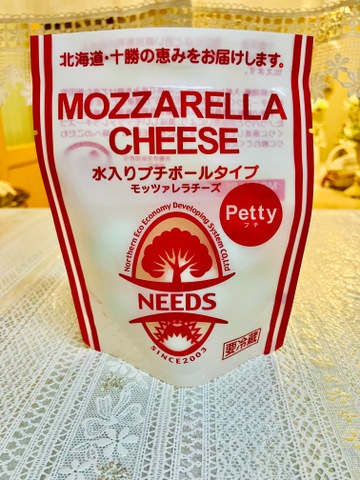 北海道・十勝の恵みをお届けします。
MOZZARELLA
CHEESE
水入りプチボールタイプ
モッツァレラチーズ
Petty
プチ
Northern Eco Economy Developing System CO.,Ltd
NEEDS
SINCE2003
要冷蔵